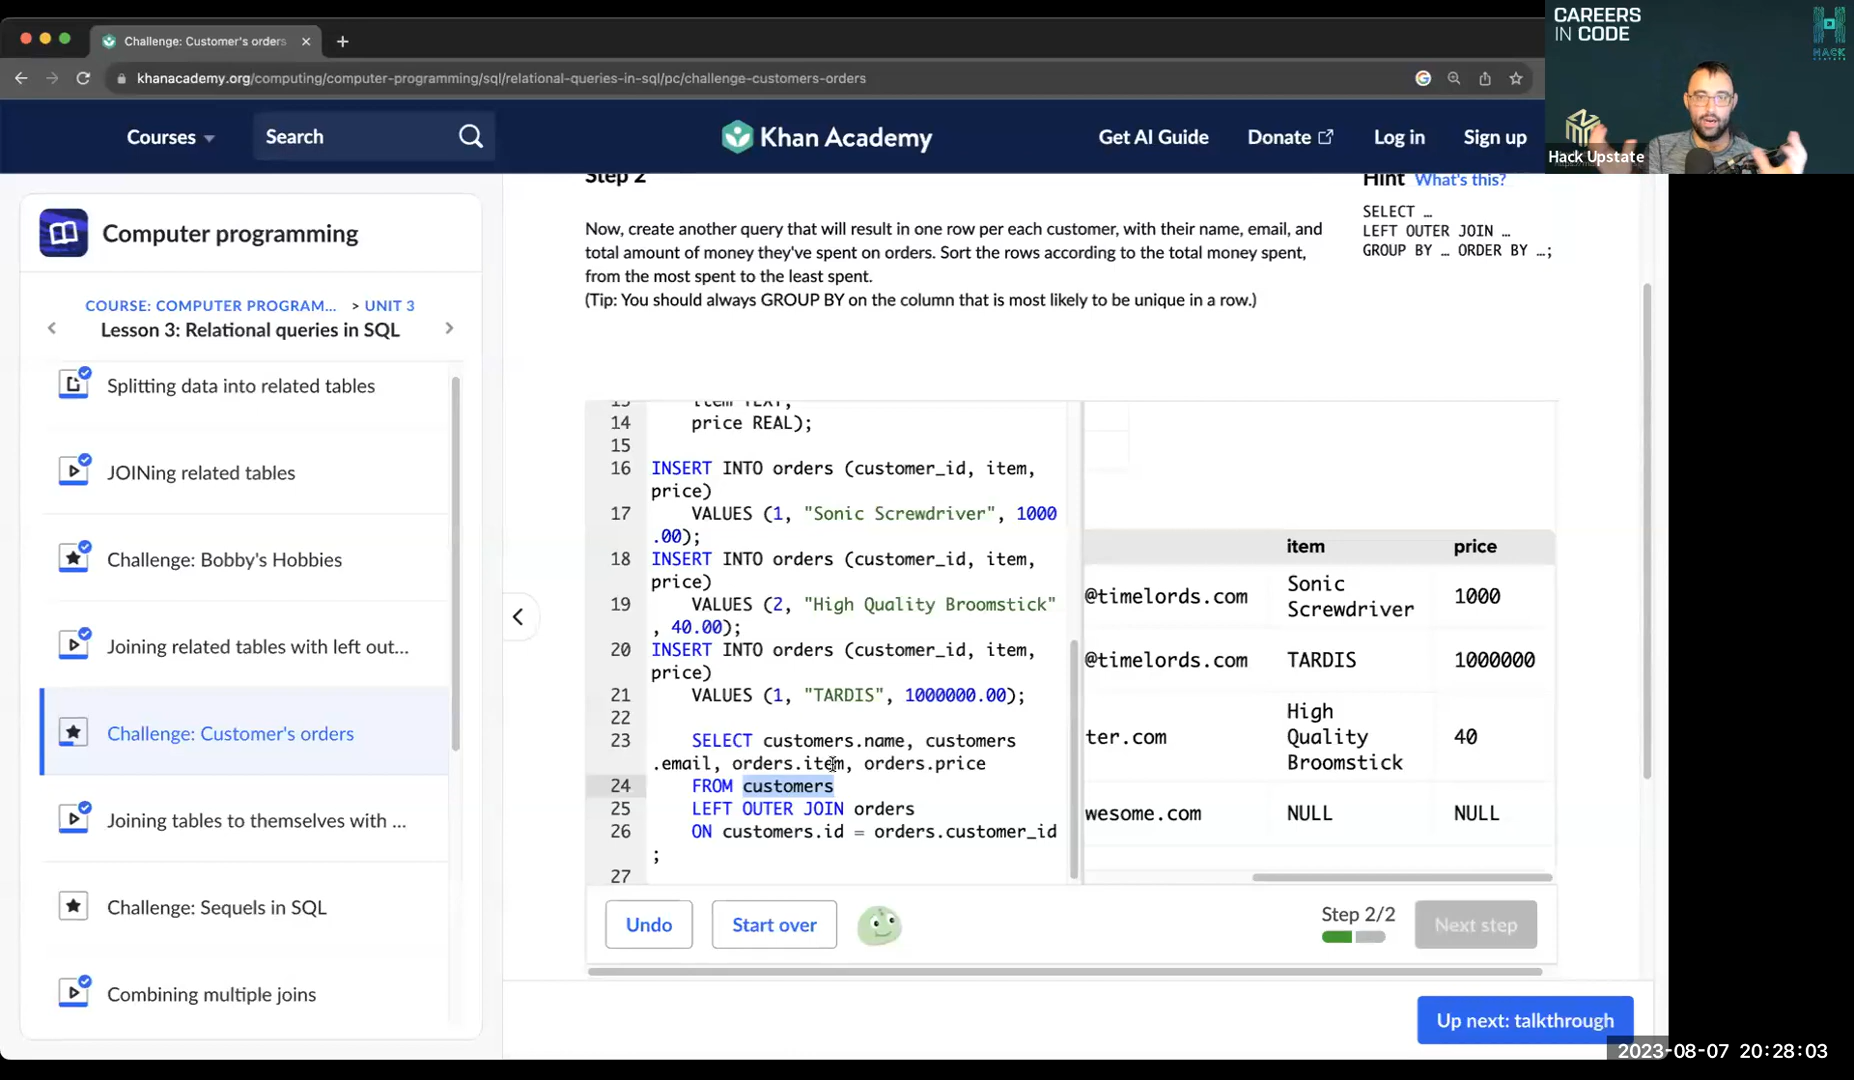 Challenge: Customer's orders
khanacademy.org/computing/computer-programming/sql/relational-queries-in-sql/pc/challenge-customers-orders
CAREERS
IN CODE
HACK
UPSTATE
Hack Upstate
Courses
Search
Khan Academy
Get AI Guide
Donate
Log in
Sign up
Computer programming
COURSE: COMPUTER PROGRAM... > UNIT 3
Lesson 3: Relational queries in SQL
Splitting data into related tables
JOINing related tables
Challenge: Bobby's Hobbies
Joining related tables with left out...
Challenge: Customer's orders
Joining tables to themselves with ...
Challenge: Sequels in SQL
Combining multiple joins
Step 2
Now, create another query that will result in one row per each customer, with their name, email, and
total amount of money they've spent on orders. Sort the rows according to the total money spent,
from the most spent to the least spent.
(Tip: You should always GROUP BY on the column that is most likely to be unique in a row.)
Hint What's this?
SELECT …
LEFT OUTER JOIN …
GROUP BY … ORDER BY …;
13 item TEXT,
14 price REAL);
15
16 INSERT INTO orders (customer_id, item,
price)
17 VALUES (1, "Sonic Screwdriver", 1000
.00);
18 INSERT INTO orders (customer_id, item,
price)
19 VALUES (2, "High Quality Broomstick"
, 40.00);
20 INSERT INTO orders (customer_id, item,
price)
21 VALUES (1, "TARDIS", 1000000.00);
22
23 SELECT customers.name, customers
.email, orders.item, orders.price
24 FROM customers
25 LEFT OUTER JOIN orders
26 ON customers.id = orders.customer_id
;
27
item price
@timelords.com Sonic Screwdriver 1000
@timelords.com TARDIS 1000000
ter.com High Quality Broomstick 40
wesome.com NULL NULL
Undo
Start over
Step 2/2
Next step
Up next: talkthrough
2023-08-07 20:28:03